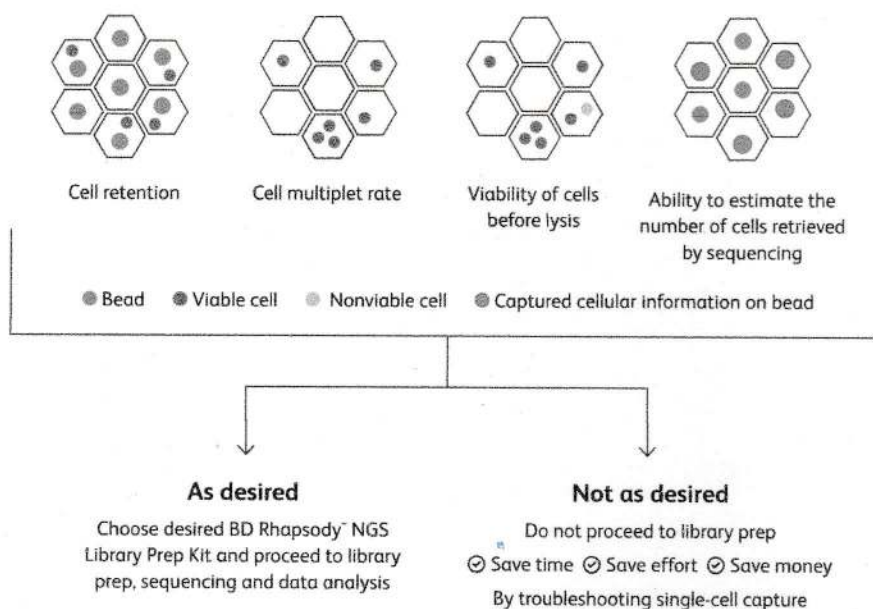 Cell retention
Cell multiplet rate
Viability of cells
before lysis
Ability to estimate the
number of cells retrieved
by sequencing
Bead
Viable cell
Nonviable cell
Captured cellular information on bead
As desired
Choose desired BD Rhapsody™ NGS
Library Prep Kit and proceed to library
prep, sequencing and data analysis
Not as desired
Do not proceed to library prep
Save time Save effort Save money
By troubleshooting single-cell capture